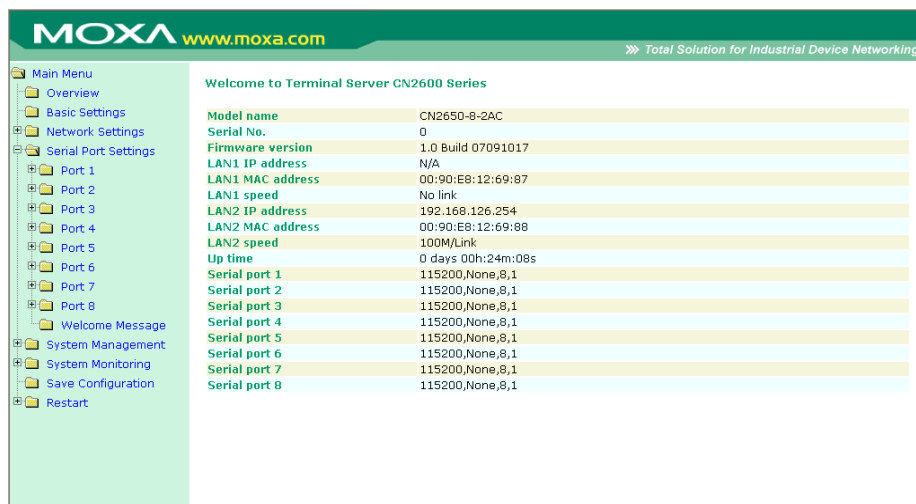 MOXA www.moxa.com
Total Solution for Industrial Device Networking
Main Menu
Overview
Basic Settings
Network Settings
Serial Port Settings
Port 1
Port 2
Port 3
Port 4
Port 5
Port 6
Port 7
Port 8
Welcome Message
System Management
System Monitoring
Save Configuration
Restart
Welcome to Terminal Server CN2600 Series
Model name CN2650-8-2AC
Serial No. 0
Firmware version 1.0 Build 07091017
LAN1 IP address N/A
LAN1 MAC address 00:90:E8:12:69:87
LAN1 speed No link
LAN2 IP address 192.168.126.254
LAN2 MAC address 00:90:E8:12:69:88
LAN2 speed 100M/Link
Up time 0 days 00h:24m:08s
Serial port 1 115200,None,8,1
Serial port 2 115200,None,8,1
Serial port 3 115200,None,8,1
Serial port 4 115200,None,8,1
Serial port 5 115200,None,8,1
Serial port 6 115200,None,8,1
Serial port 7 115200,None,8,1
Serial port 8 115200,None,8,1